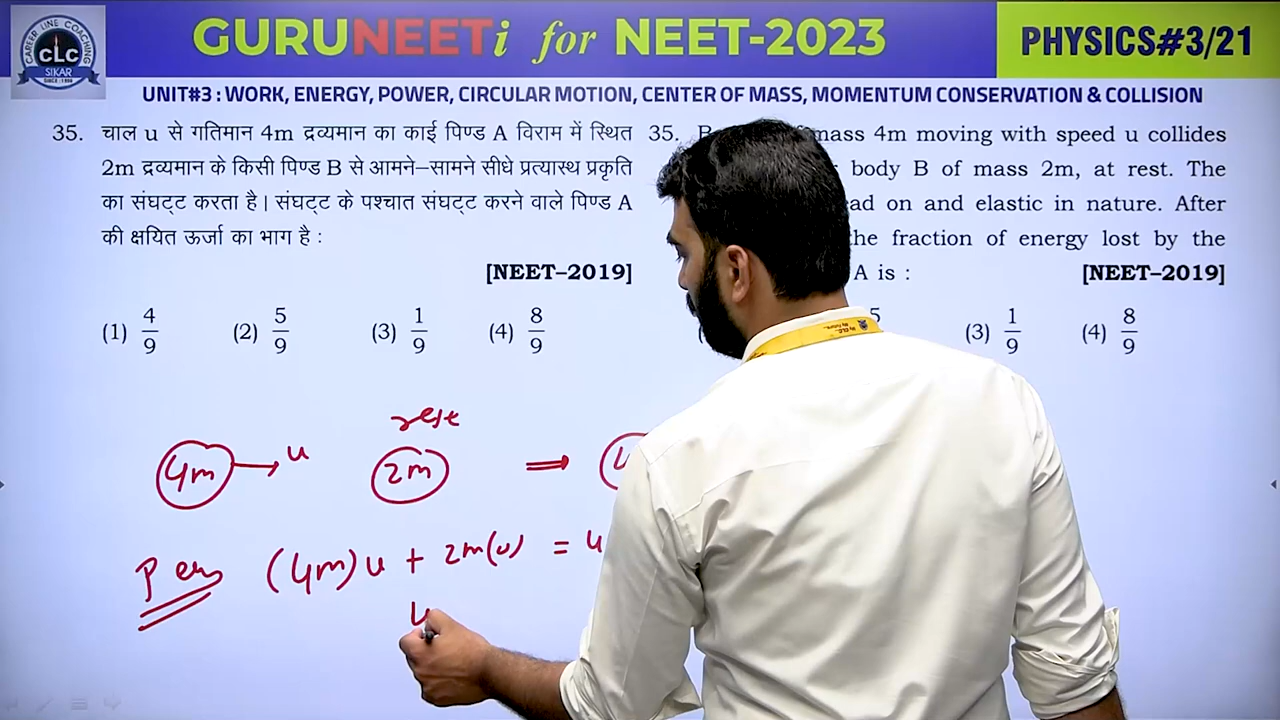 CAREER LINE COACHING
CLC
SIKAR
SINCE : 1996
GURUNEETi for NEET-2023
PHYSICS#3/21
UNIT#3 : WORK, ENERGY, POWER, CIRCULAR MOTION, CENTER OF MASS, MOMENTUM CONSERVATION & COLLISION
35. चाल u से गतिमान 4m द्रव्यमान का काई पिण्ड A विराम में स्थित
2m द्रव्यमान के किसी पिण्ड B से आमने–सामने सीधे प्रत्यास्थ प्रकृति
का संघट्ट करता है। संघट्ट के पश्चात संघट्ट करने वाले पिण्ड A
की क्षयित ऊर्जा का भाग है :
[NEET–2019]
(1) 4/9 (2) 5/9 (3) 1/9 (4) 8/9
35. mass 4m moving with speed u collides
body B of mass 2m, at rest. The
on and elastic in nature. After
the fraction of energy lost by the
A is :
[NEET–2019]
5 (3) 1/9 (4) 8/9
rest
4m → u 2m ⇒
(4m)u + 2m(0) = 4